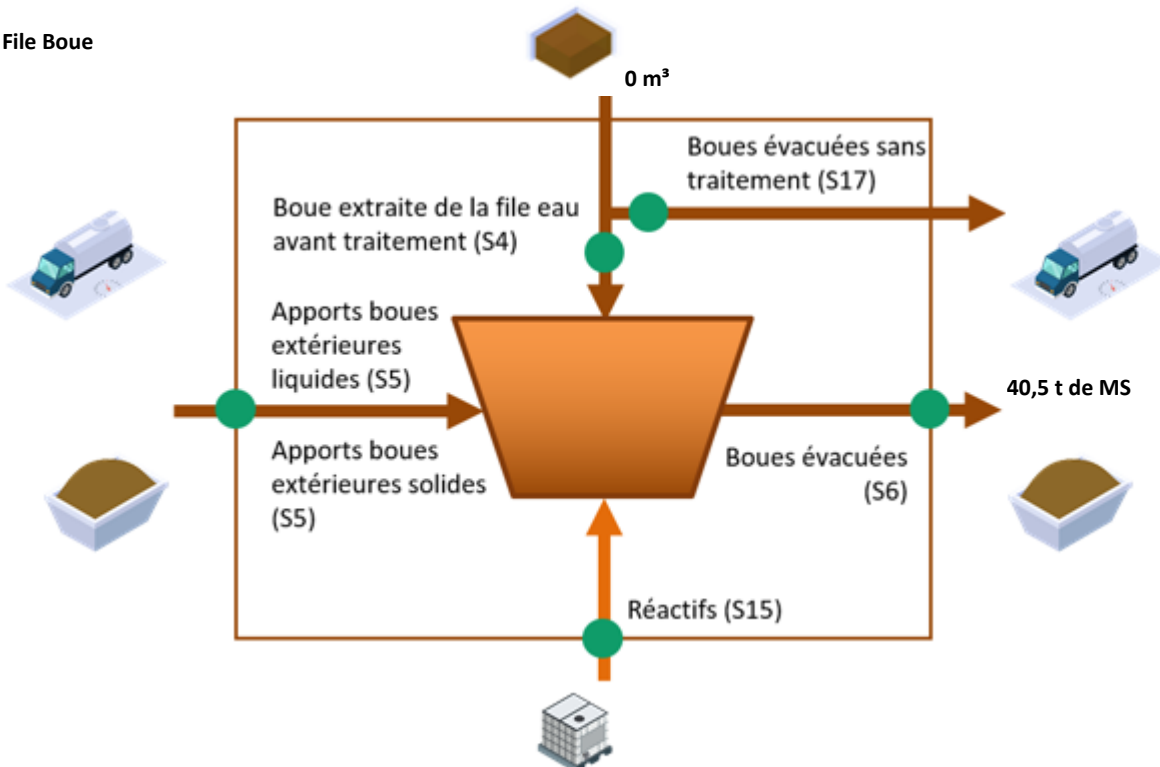 File Boue
0 m³
Boues évacuées sans
traitement (S17)
Boue extraite de la file eau
avant traitement (S4)
Apports boues
extérieures
liquides (S5)
40,5 t de MS
Apports boues
extérieures solides
(S5)
Boues évacuées
(S6)
Réactifs (S15)